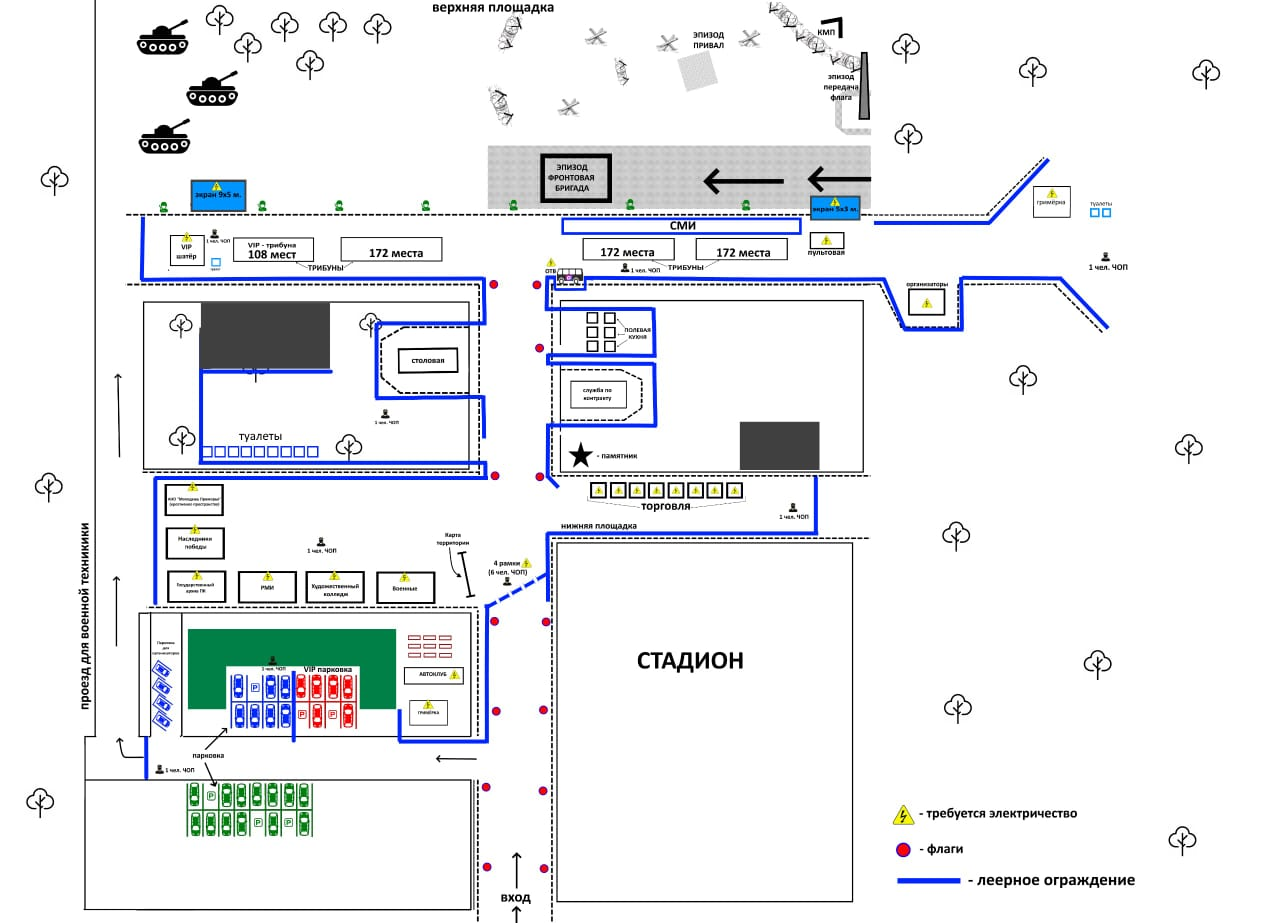 верхняя площадка
ЭПИЗОД
ПРИВАЛ
КМП
эпизод
передача
флага
ЭПИЗОД
ФРОНТОВАЯ
БРИГАДА
экран 9х5 м.
экран 5х3 м.
гримёрка
туалеты
СМИ
VIP
шатёр
1 чел. ЧОП
VIP - трибуна
108 мест
172 места
ТРИБУНЫ
172 места
172 места
1 чел. ЧОП
ТРИБУНЫ
пультовая
1 чел. ЧОП
ОТВ
организаторы
столовая
ПОЛЕВАЯ
КУХНЯ
служба по
контракту
1 чел. ЧОП
туалеты
- памятник
торговля
1 чел. ЧОП
нижняя площадка
Наследники
победы
1 чел. ЧОП
Карта
территории
4 рамки
(6 чел. ЧОП)
Государственный
архив ПК
РМИ
Художественный
колледж
Военные
проезд для военной техникики
Парковка
для
1 чел. ЧОП
VIP парковка
P
P
P
АВТОКЛУБ
ГРИМЁРКА
СТАДИОН
парковка
1 чел. ЧОП
P
P
P
вход
- требуется электричество
- флаги
- леерное ограждение